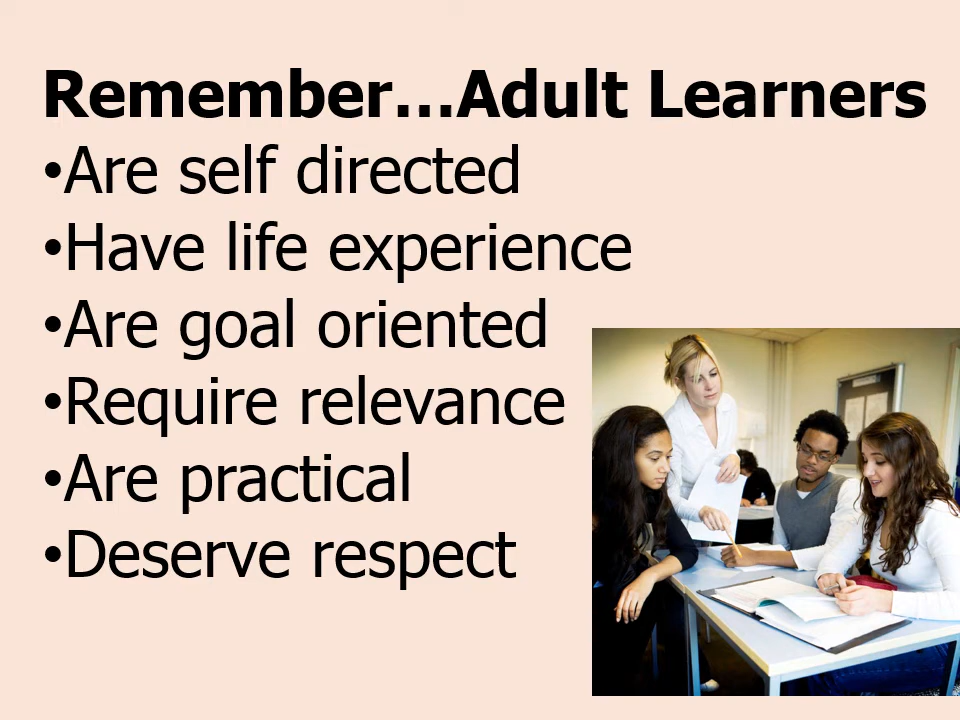 Remember...Adult Learners
•Are self directed
•Have life experience
•Are goal oriented
•Require relevance
•Are practical
•Deserve respect